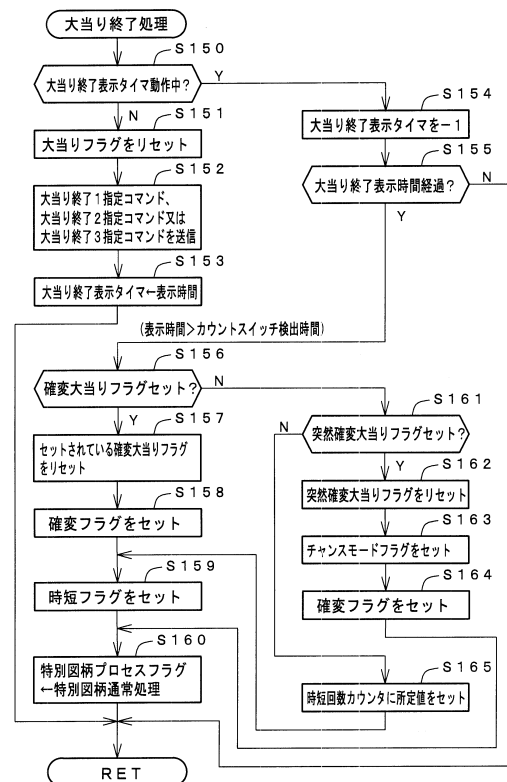 大当り終了処理
S150
大当り終了表示タイマ動作中？
Y
N
S151
大当りフラグをリセット
S152
大当り終了1指定コマンド、
大当り終了2指定コマンド又は
大当り終了3指定コマンドを送信
S153
大当り終了表示タイマ←表示時間
S154
大当り終了表示タイマを−1
S155
大当り終了表示時間経過？
N
Y
(表示時間＞カウントスイッチ検出時間)
S156
確変大当りフラグセット？
N
Y
S157
セットされている確変大当りフラグ
をリセット
S158
確変フラグをセット
S159
時短フラグをセット
S160
特別図柄プロセスフラグ
←特別図柄通常処理
S161
突然確変大当りフラグセット？
N
Y
S162
突然確変大当りフラグをリセット
S163
チャンスモードフラグをセット
S164
確変フラグをセット
S165
時短回数カウンタに所定値をセット
RET